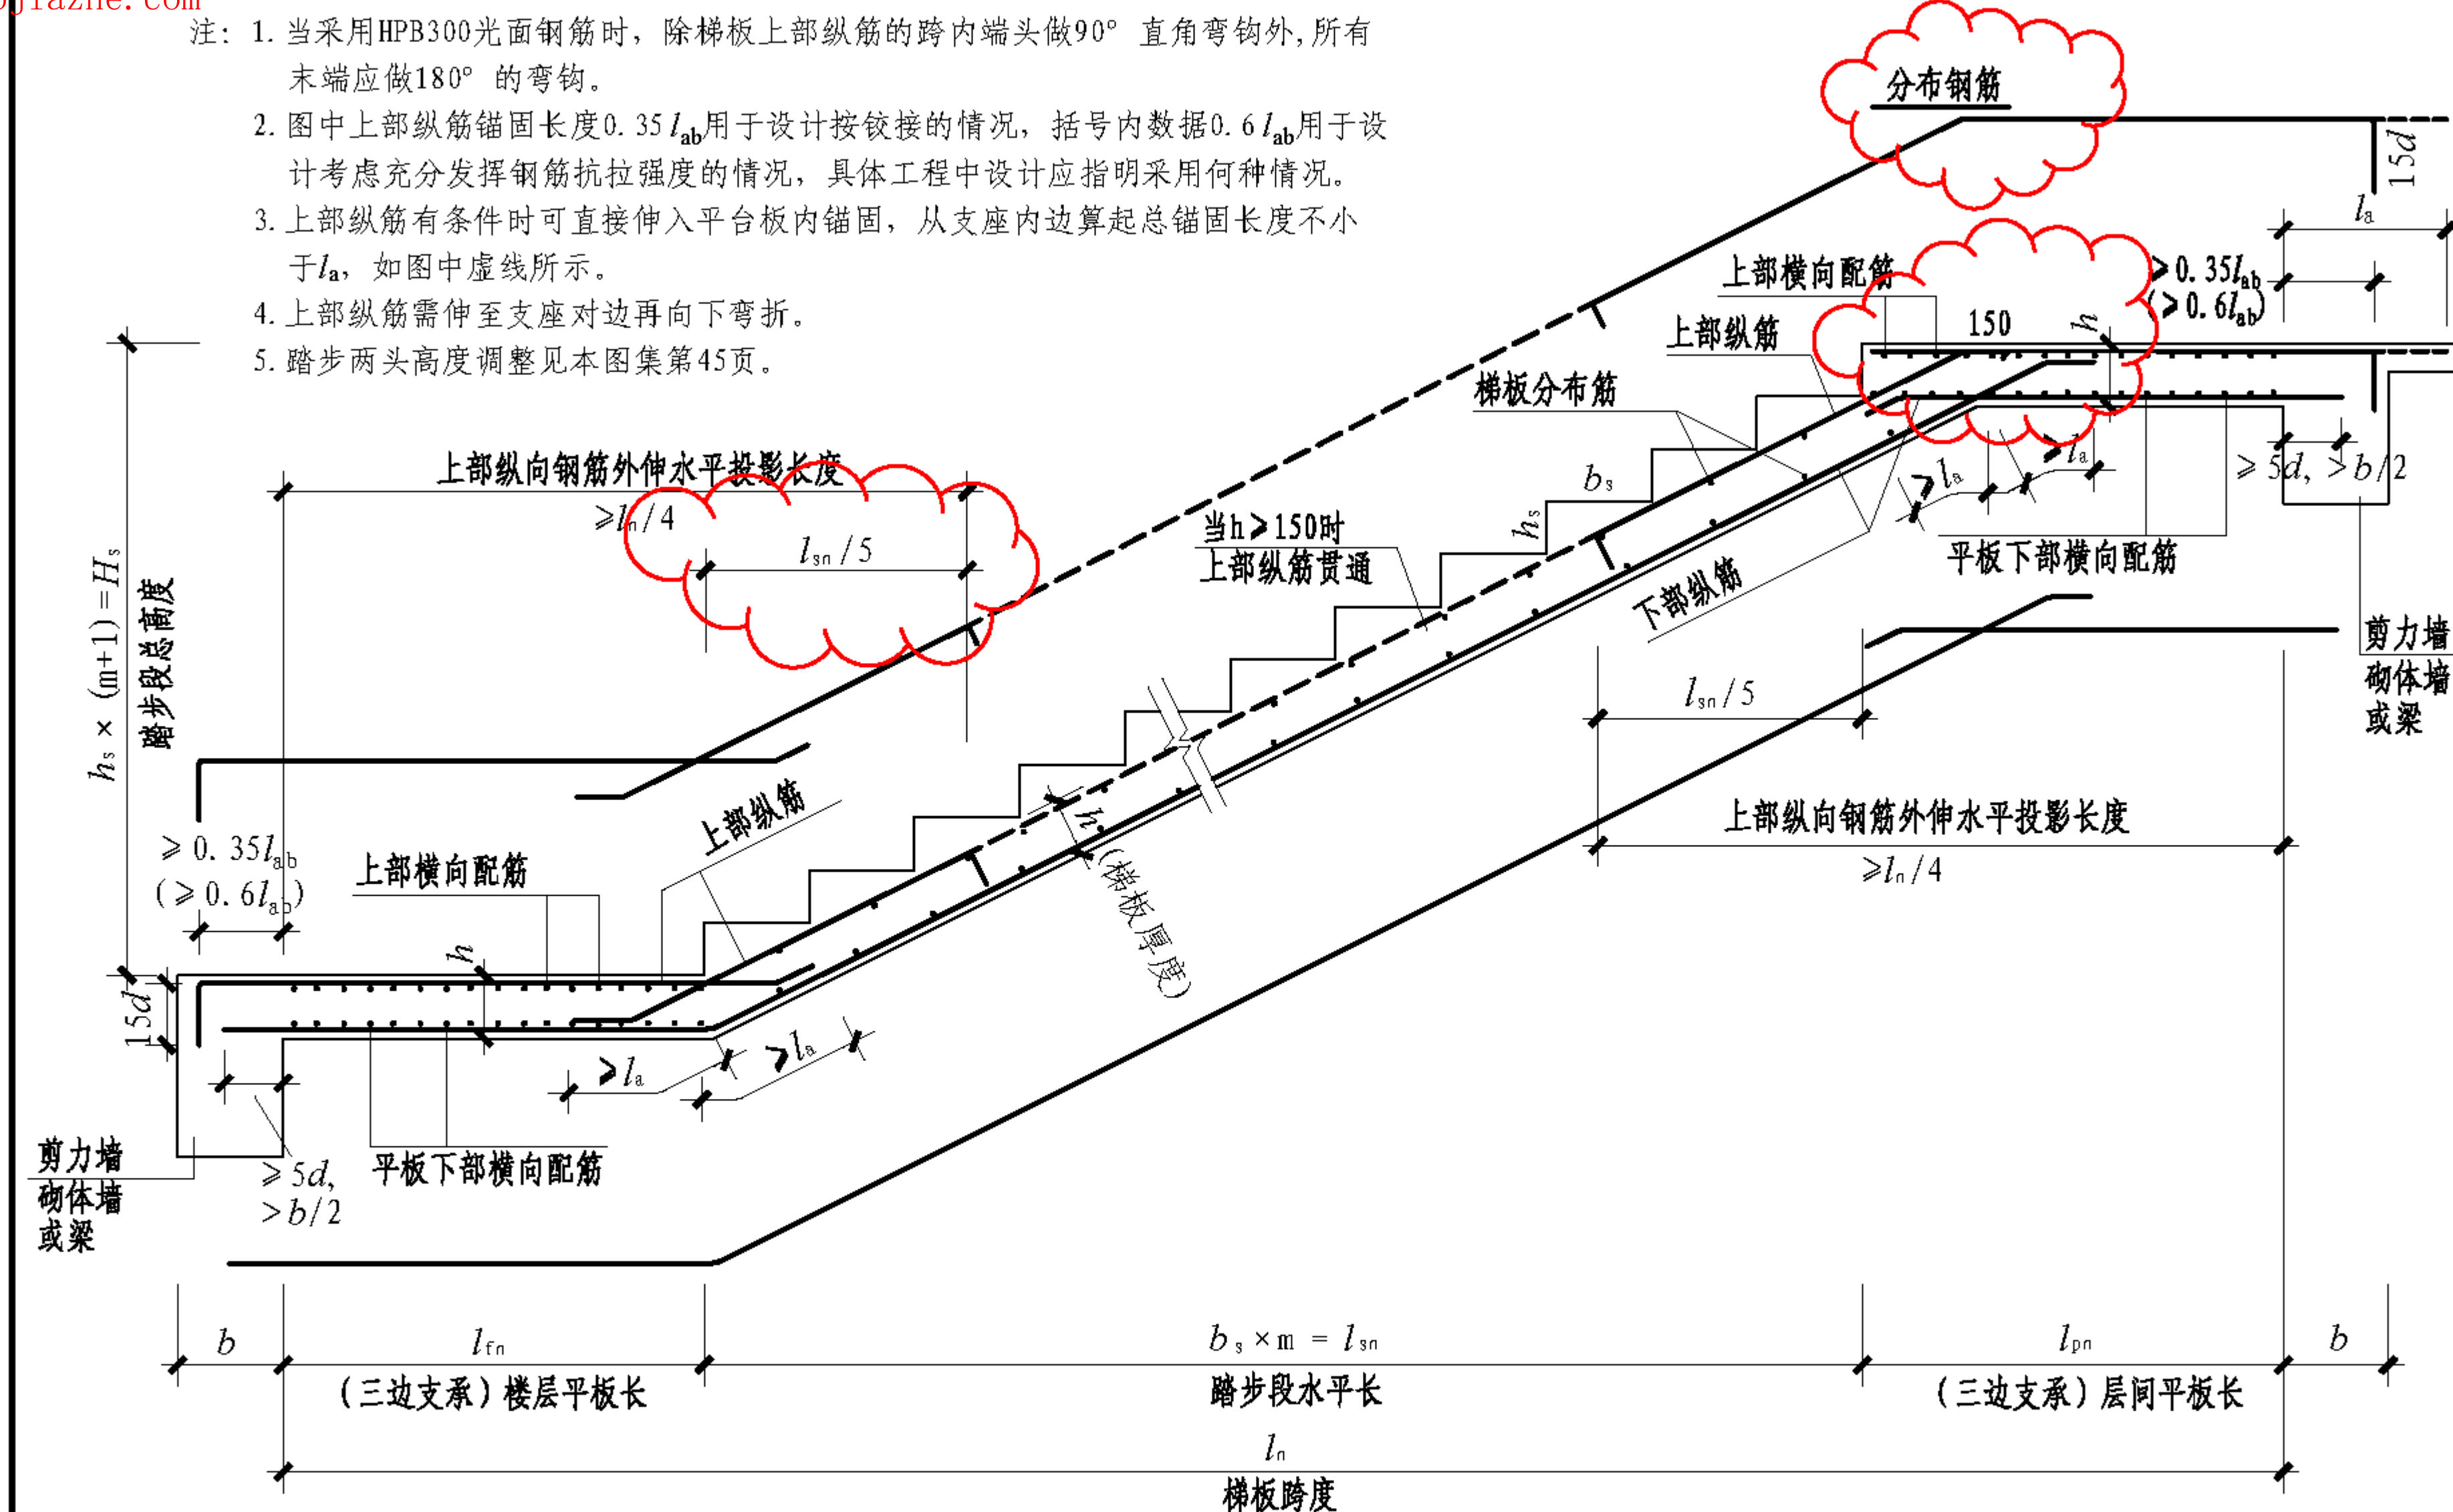 ojiazhe.com
注: 1. 当采用HPB300光面钢筋时, 除梯板上部纵筋的跨内端头做90° 直角弯钩外, 所有
末端应做180° 的弯钩。
2. 图中上部纵筋锚固长度0.35lab用于设计按铰接的情况, 括号内数据0.6lab用于设
计考虑充分发挥钢筋抗拉强度的情况, 具体工程中设计应指明采用何种情况。
3. 上部纵筋有条件时可直接伸入平台板内锚固, 从支座内边算起总锚固长度不小
于la, 如图中虚线所示。
4. 上部纵筋需伸至支座对边再向下弯折。
5. 踏步两头高度调整见本图集第45页。
分布钢筋
15d
la
上部横向配筋
≥0.35lab
(≥0.6lab)
150
h
上部纵筋
梯板分布筋
上部纵向钢筋外伸水平投影长度
≥ln/4
lsn/5
bs
hs
当h≥150时
上部纵筋贯通
≥la
≥la
≥5d, >b/2
平板下部横向配筋
下部纵筋
hs×(m+1)=Hs
踏步段总高度
剪力墙
砌体墙
或梁
lsn/5
上部纵向钢筋外伸水平投影长度
≥ln/4
上部纵筋
h
(梯板厚度)
≥0.35lab
(≥0.6lab)
上部横向配筋
h
15d
≥la
≥la
剪力墙
砌体墙
或梁
≥5d,
>b/2
平板下部横向配筋
b
lfn
bs×m = lsn
lpn
b
(三边支承) 楼层平板长
踏步段水平长
(三边支承) 层间平板长
ln
梯板跨度